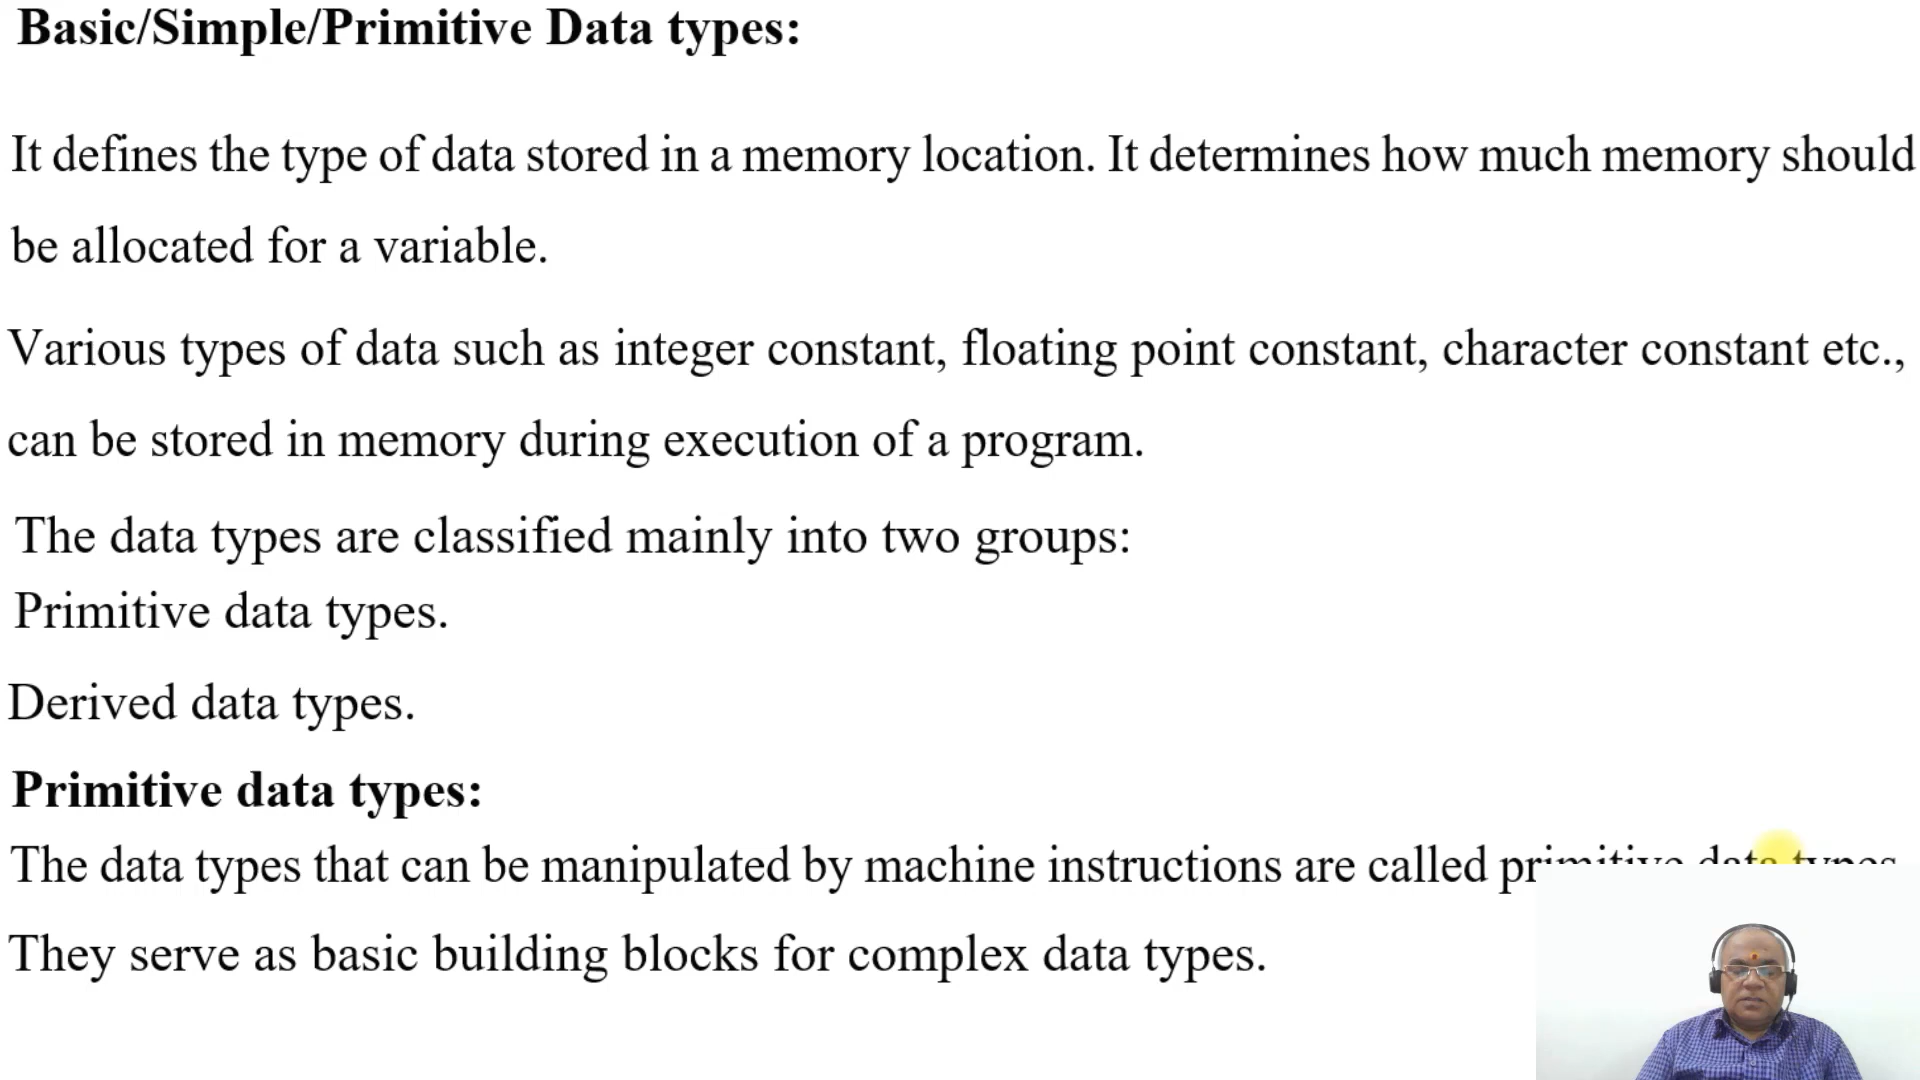 Basic/Simple/Primitive Data types:
It defines the type of data stored in a memory location. It determines how much memory should
be allocated for a variable.
Various types of data such as integer constant, floating point constant, character constant etc.,
can be stored in memory during execution of a program.
The data types are classified mainly into two groups:
Primitive data types.
Derived data types.
Primitive data types:
The data types that can be manipulated by machine instructions are called primitive data types
They serve as basic building blocks for complex data types.